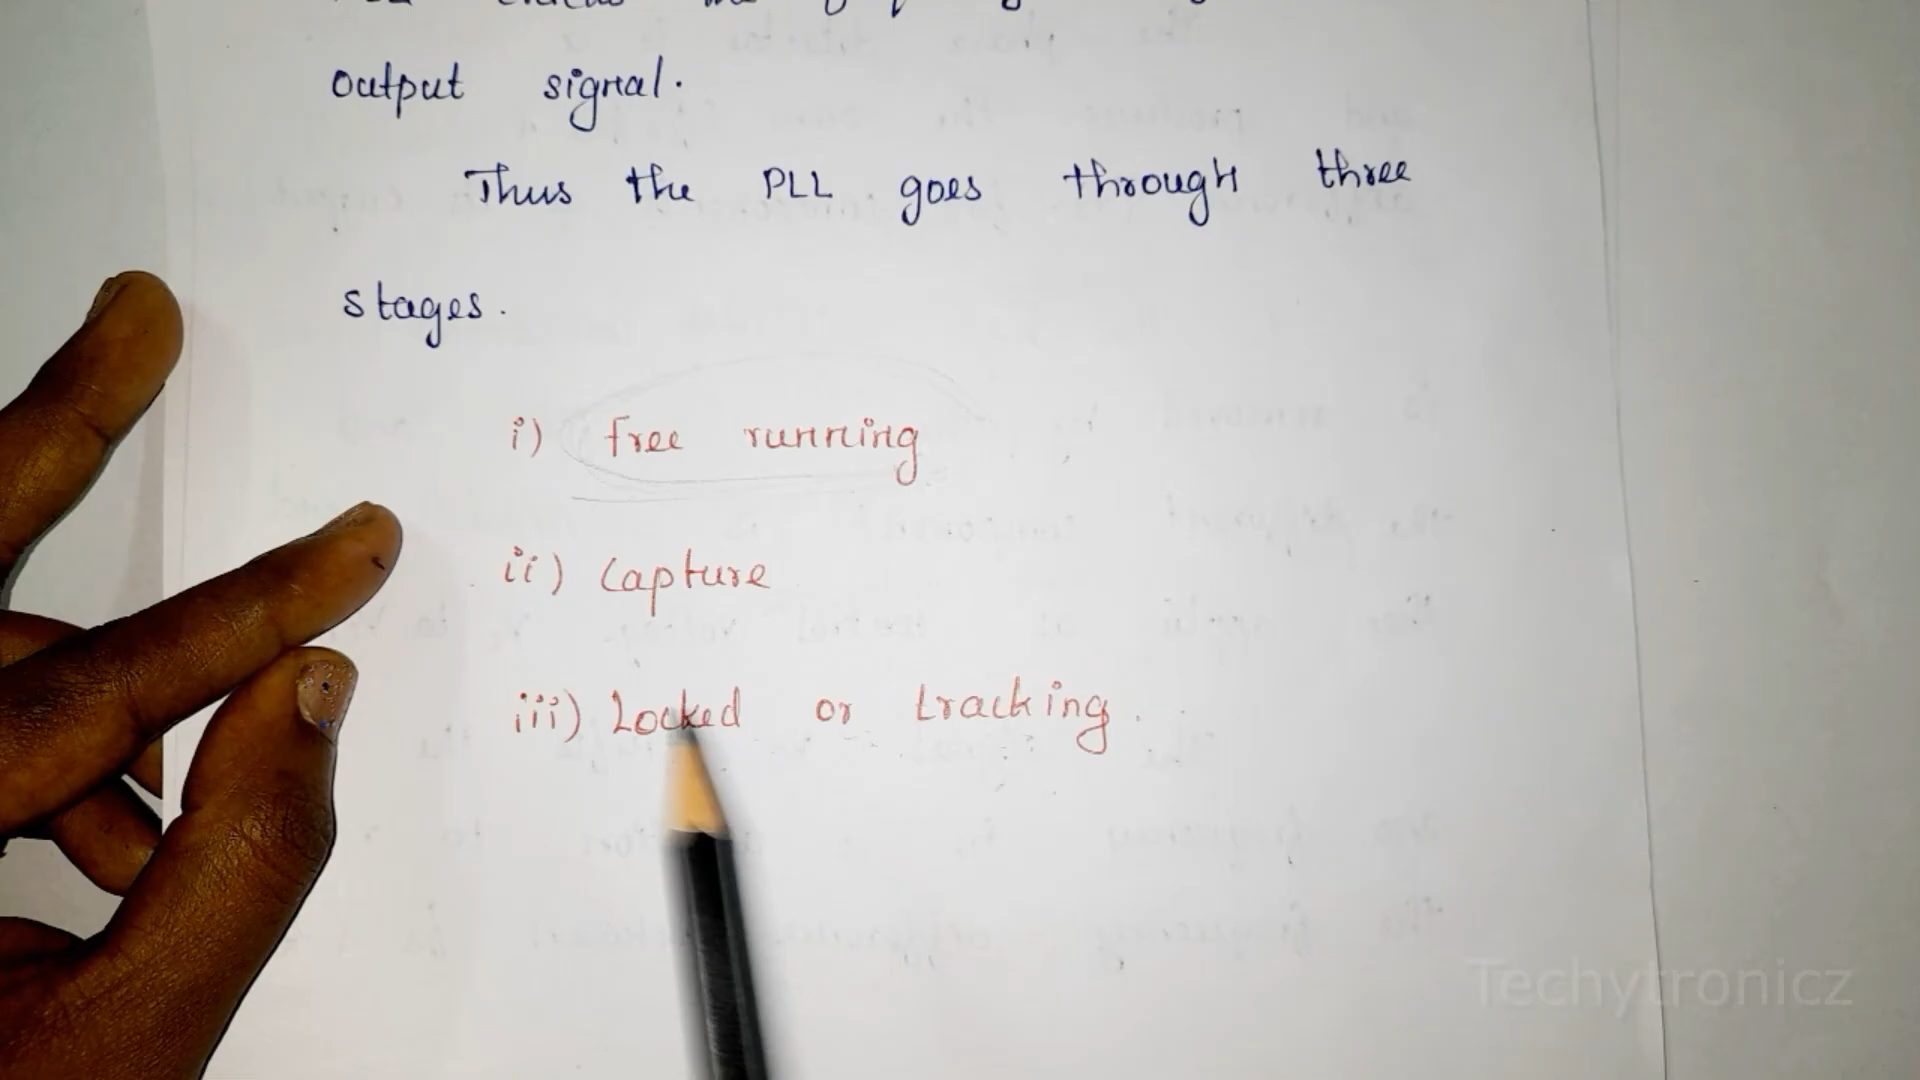 output signal.
Thus the PLL goes through three
stages.
i) free running
ii) capture
iii) Locked or tracking.
Techytronicz